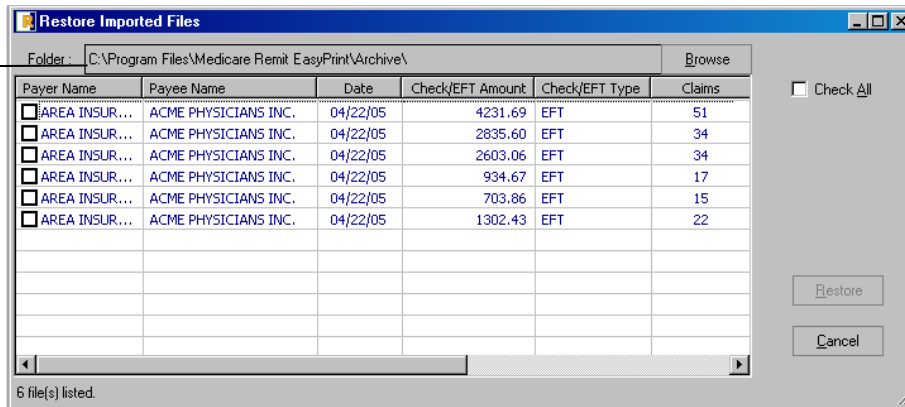 Restore Imported Files
Folder : C:\Program Files\Medicare Remit EasyPrint\Archive\ Browse
Payer Name Payee Name Date Check/EFT Amount Check/EFT Type Claims Check All
AREA INSUR... ACME PHYSICIANS INC. 04/22/05 4231.69 EFT 51
AREA INSUR... ACME PHYSICIANS INC. 04/22/05 2835.60 EFT 34
AREA INSUR... ACME PHYSICIANS INC. 04/22/05 2603.06 EFT 34
AREA INSUR... ACME PHYSICIANS INC. 04/22/05 934.67 EFT 17
AREA INSUR... ACME PHYSICIANS INC. 04/22/05 703.86 EFT 15
AREA INSUR... ACME PHYSICIANS INC. 04/22/05 1302.43 EFT 22
Restore
Cancel
6 file(s) listed.